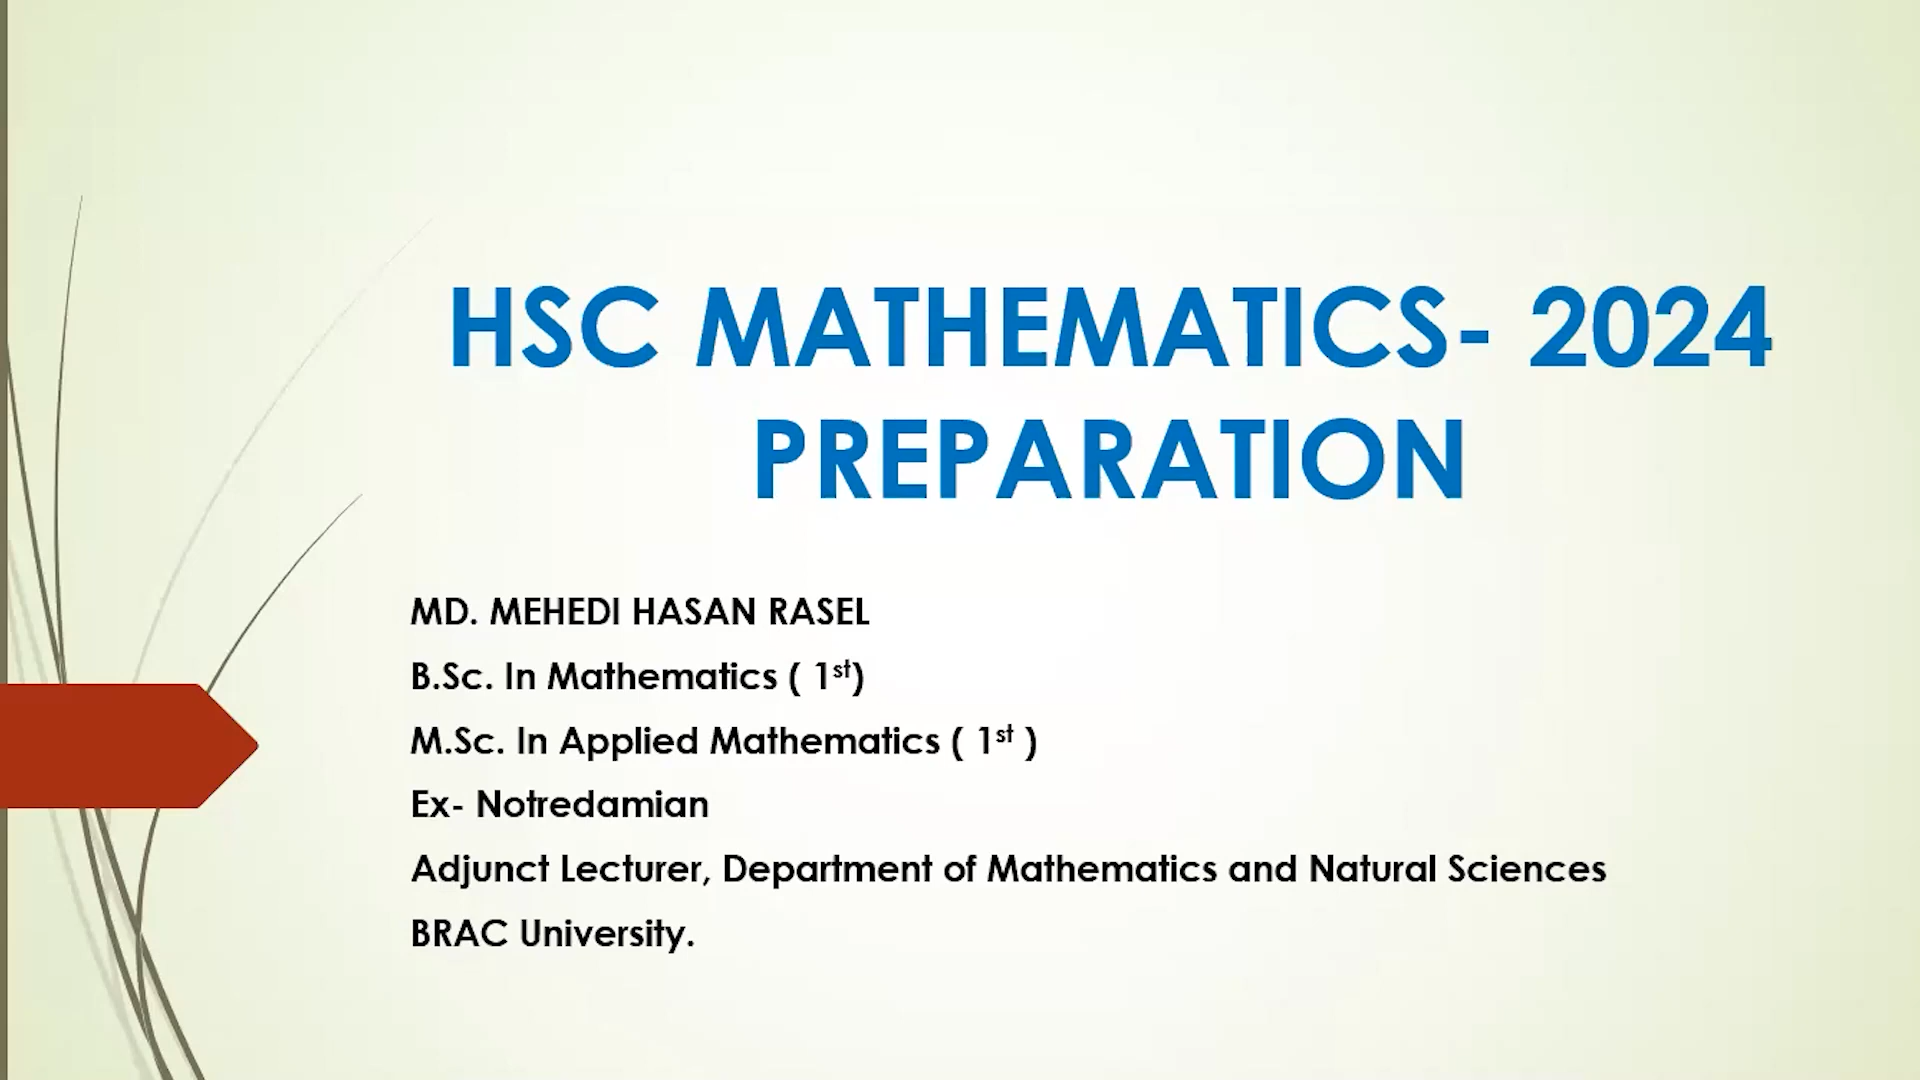 HSC MATHEMATICS- 2024
PREPARATION
MD. MEHEDI HASAN RASEL
B.Sc. In Mathematics ( 1st)
M.Sc. In Applied Mathematics ( 1st )
Ex- Notredamian
Adjunct Lecturer, Department of Mathematics and Natural Sciences
BRAC University.